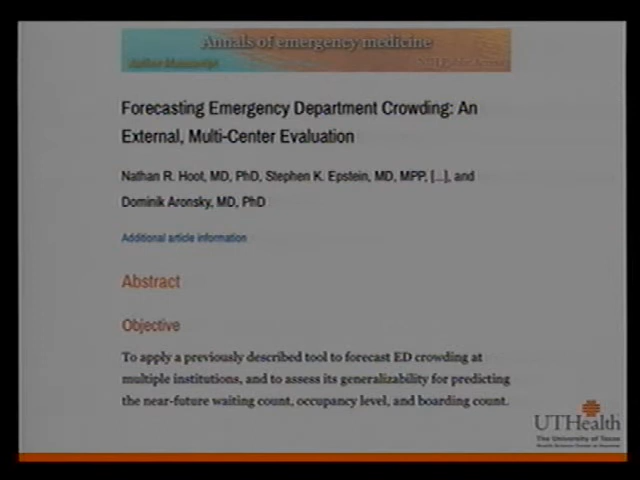 Annals of emergency medicine
Author Manuscript
NIH Public Access
Forecasting Emergency Department Crowding: An
External, Multi-Center Evaluation
Nathan R. Hoot, MD, PhD, Stephen K. Epstein, MD, MPP, [...], and
Dominik Aronsky, MD, PhD
Additional article information
Abstract
Objective
To apply a previously described tool to forecast ED crowding at
multiple institutions, and to assess its generalizability for predicting
the near-future waiting count, occupancy level, and boarding count.
UTHealth
The University of Texas